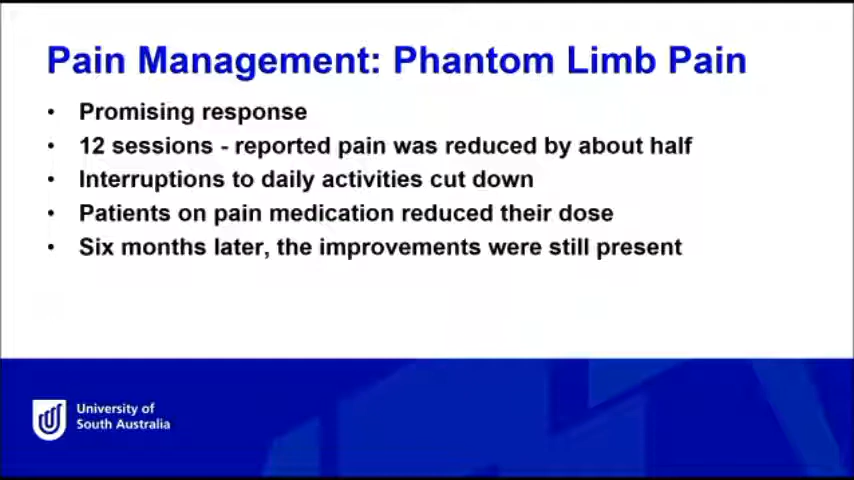 Pain Management: Phantom Limb Pain
• Promising response
• 12 sessions - reported pain was reduced by about half
• Interruptions to daily activities cut down
• Patients on pain medication reduced their dose
• Six months later, the improvements were still present
University of
South Australia